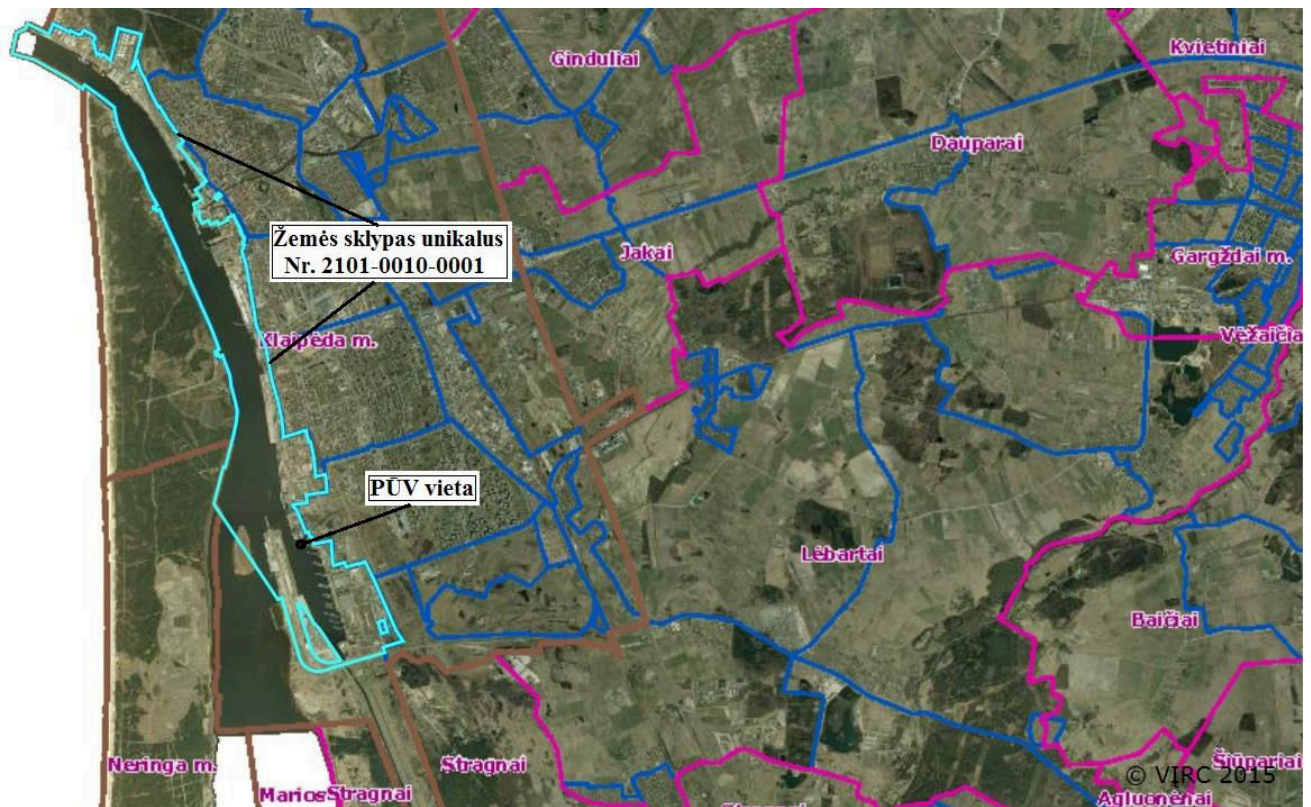 Ginduliai
Kvietiniai
Dauparai
Žemės sklypas unikalus
Nr. 2101-0010-0001
Jakai
Gargždai m.
Klaipėda m.
Vėžaičia
PŪV vieta
Lėbartai
Baičiai
Neringa m.
Stragnai
Šiūpariai
© VIRC 2015
Marios
Stragnai
Agluonėnai